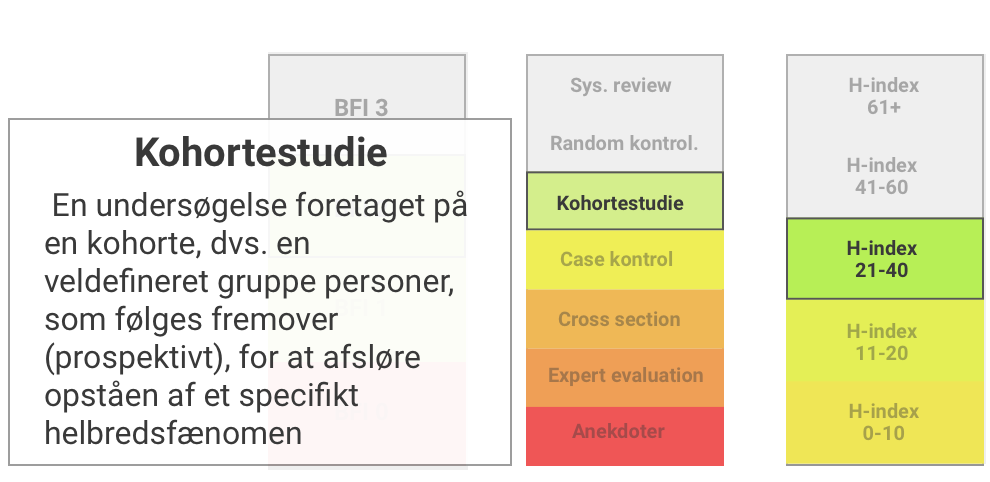 BFI 3
Kohortestudie
En undersøgelse foretaget på
en kohorte, dvs. en
veldefineret gruppe personer,
som følges fremover
(prospektivt), for at afsløre
opståen af et specifikt
helbredsfænomen
Sys. review
Random kontrol.
Kohortestudie
Case kontrol
Cross section
Expert evaluation
Anekdoter
H-index
61+
H-index
41-60
H-index
21-40
H-index
11-20
H-index
0-10